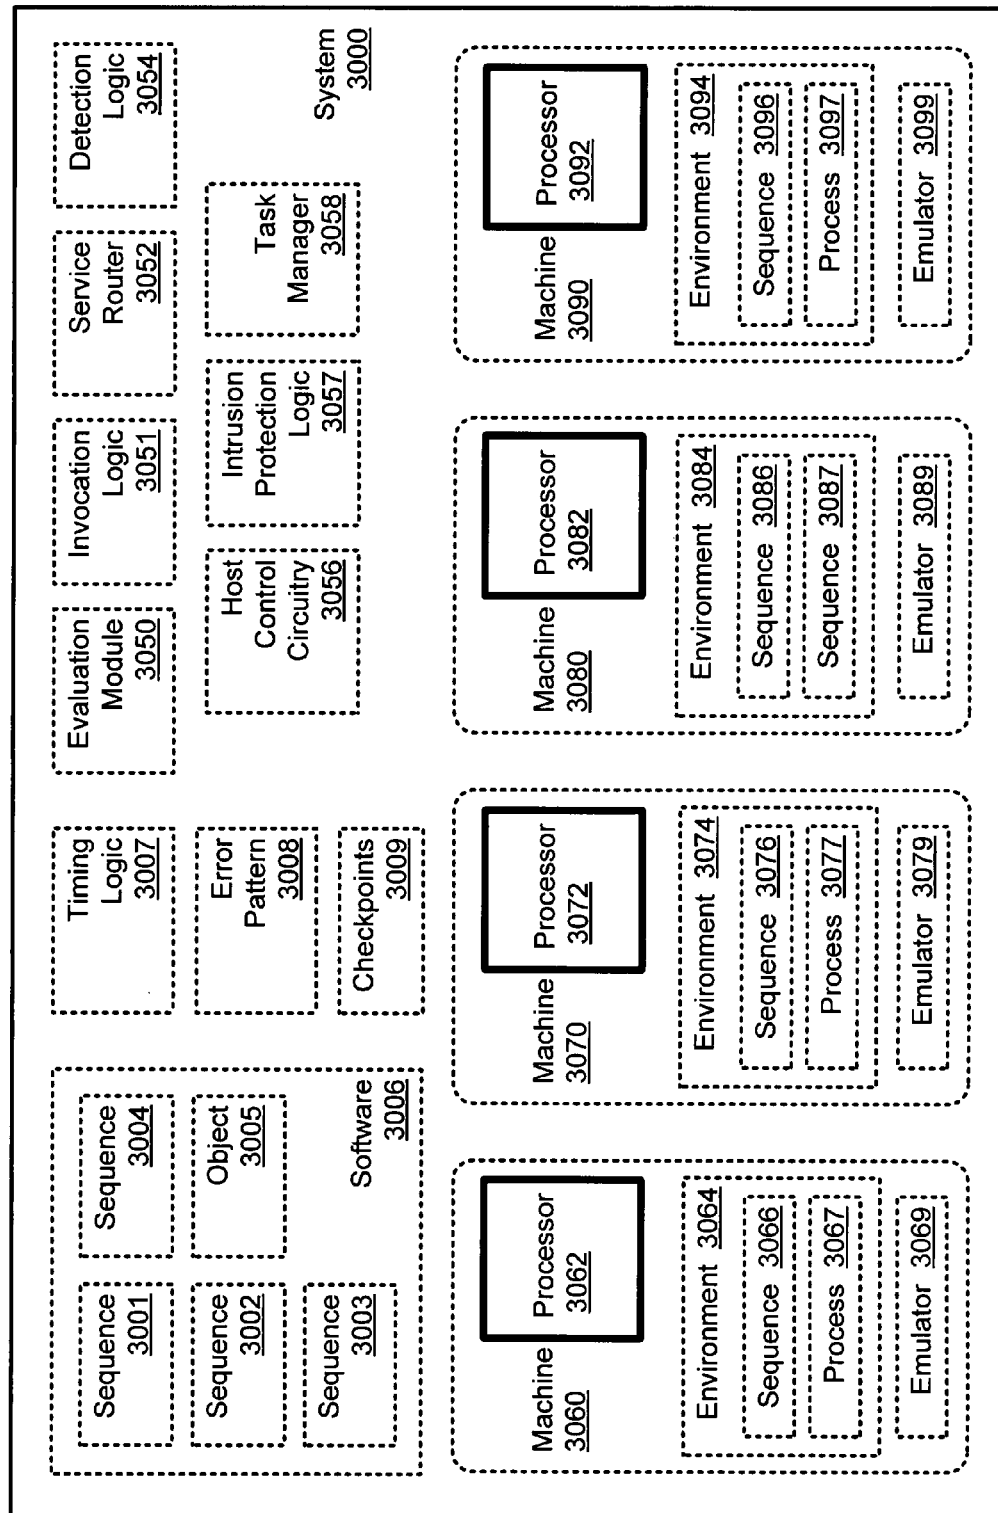 Sequence
3001
Sequence
3004
Sequence
3002
Object
3005
Sequence
3003
Software
3006
Timing
Logic
3007
Error
Pattern
3008
Checkpoints
3009
Evaluation
Module
3050
Invocation
Logic
3051
Service
Router
3052
Detection
Logic
3054
Host
Control
Circuitry
3056
Intrusion
Protection
Logic
3057
Task
Manager
3058
System
3000
Machine
3060
Processor
3062
Environment 3064
Sequence 3066
Process 3067
Emulator 3069
Machine
3070
Processor
3072
Environment 3074
Sequence 3076
Process 3077
Emulator 3079
Machine
3080
Processor
3082
Environment 3084
Sequence 3086
Sequence 3087
Emulator 3089
Machine
3090
Processor
3092
Environment 3094
Sequence 3096
Process 3097
Emulator 3099